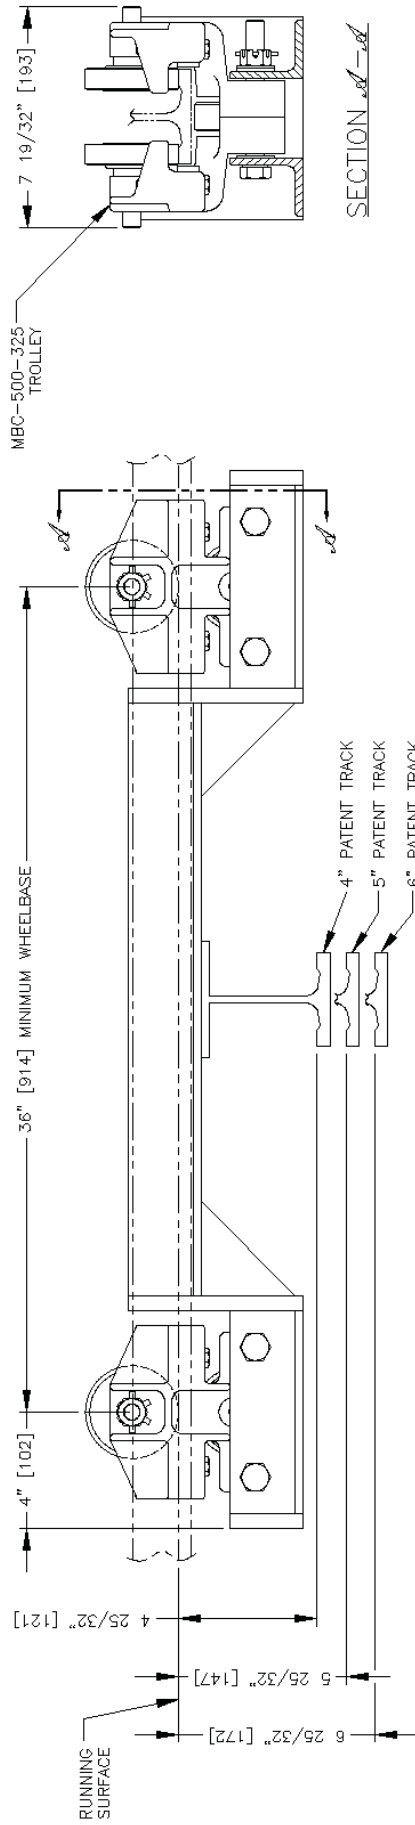 7 19/32" [193]
MBC-500-325
TROLLEY
SECTION A-A
A
A
36" [914] MINIMUM WHEELBASE
4" [102]
4" PATENT TRACK
5" PATENT TRACK
6" PATENT TRACK
4 25/32" [121]
5 25/32" [147]
6 25/32" [172]
RUNNING
SURFACE